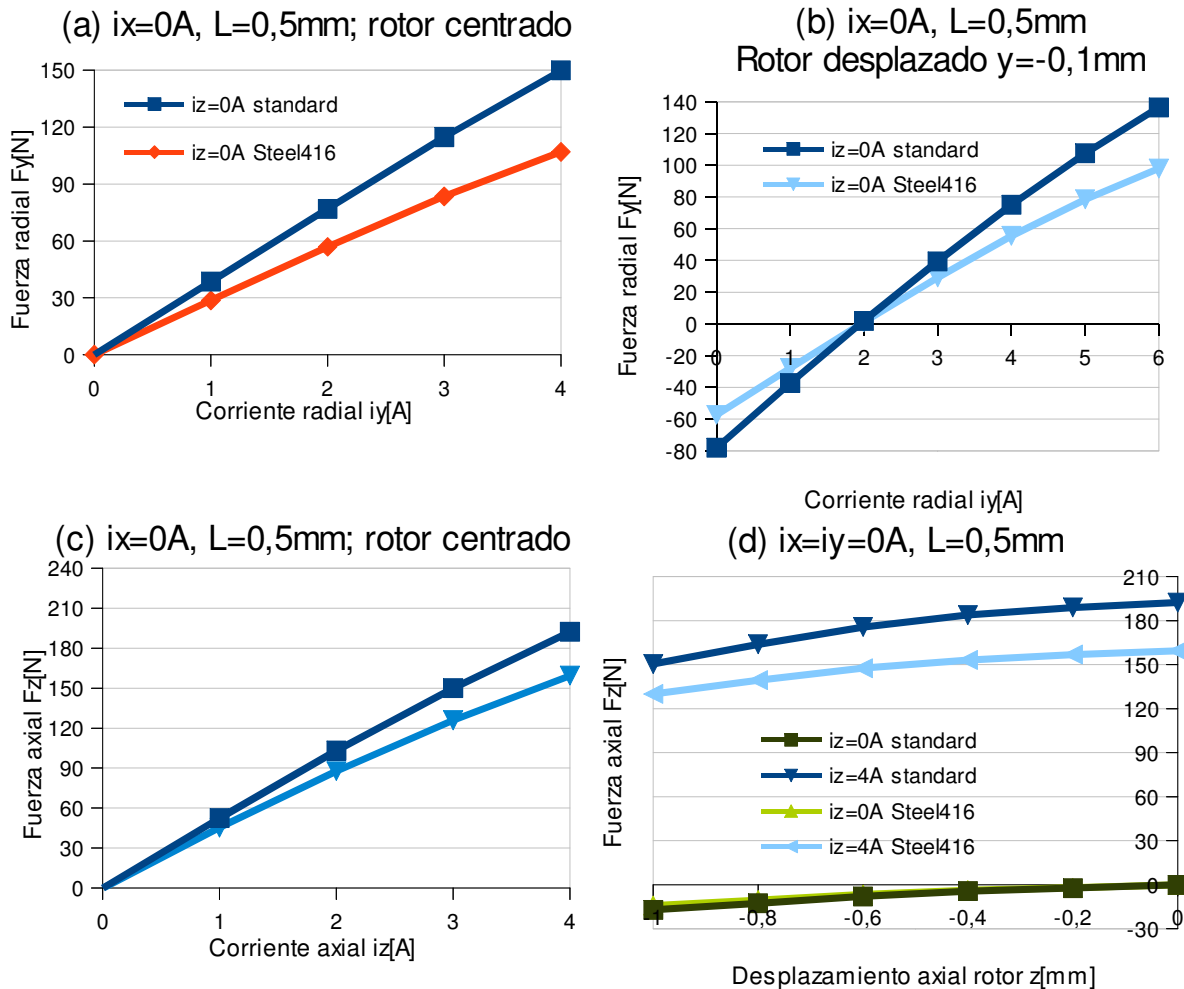 (a) ix=0A, L=0,5mm; rotor centrado
150
120
90
60
30
0
Fuerza radial Fy[N]
iz=0A standard
iz=0A Steel416
0 1 2 3 4
Corriente radial iy[A]
(b) ix=0A, L=0,5mm
Rotor desplazado y=-0,1mm
140
120
100
80
60
40
20
0
-20
-40
-60
-80
Fuerza radial Fy[N]
iz=0A standard
iz=0A Steel416
0 1 2 3 4 5 6
Corriente radial iy[A]
(c) ix=0A, L=0,5mm; rotor centrado
240
210
180
150
120
90
60
30
0
Fuerza axial Fz[N]
0 1 2 3 4
Corriente axial iz[A]
(d) ix=iy=0A, L=0,5mm
210
180
150
120
90
60
30
0
-30
Fuerza axial Fz[N]
iz=0A standard
iz=4A standard
iz=0A Steel416
iz=4A Steel416
-1 -0,8 -0,6 -0,4 -0,2 0
Desplazamiento axial rotor z[mm]